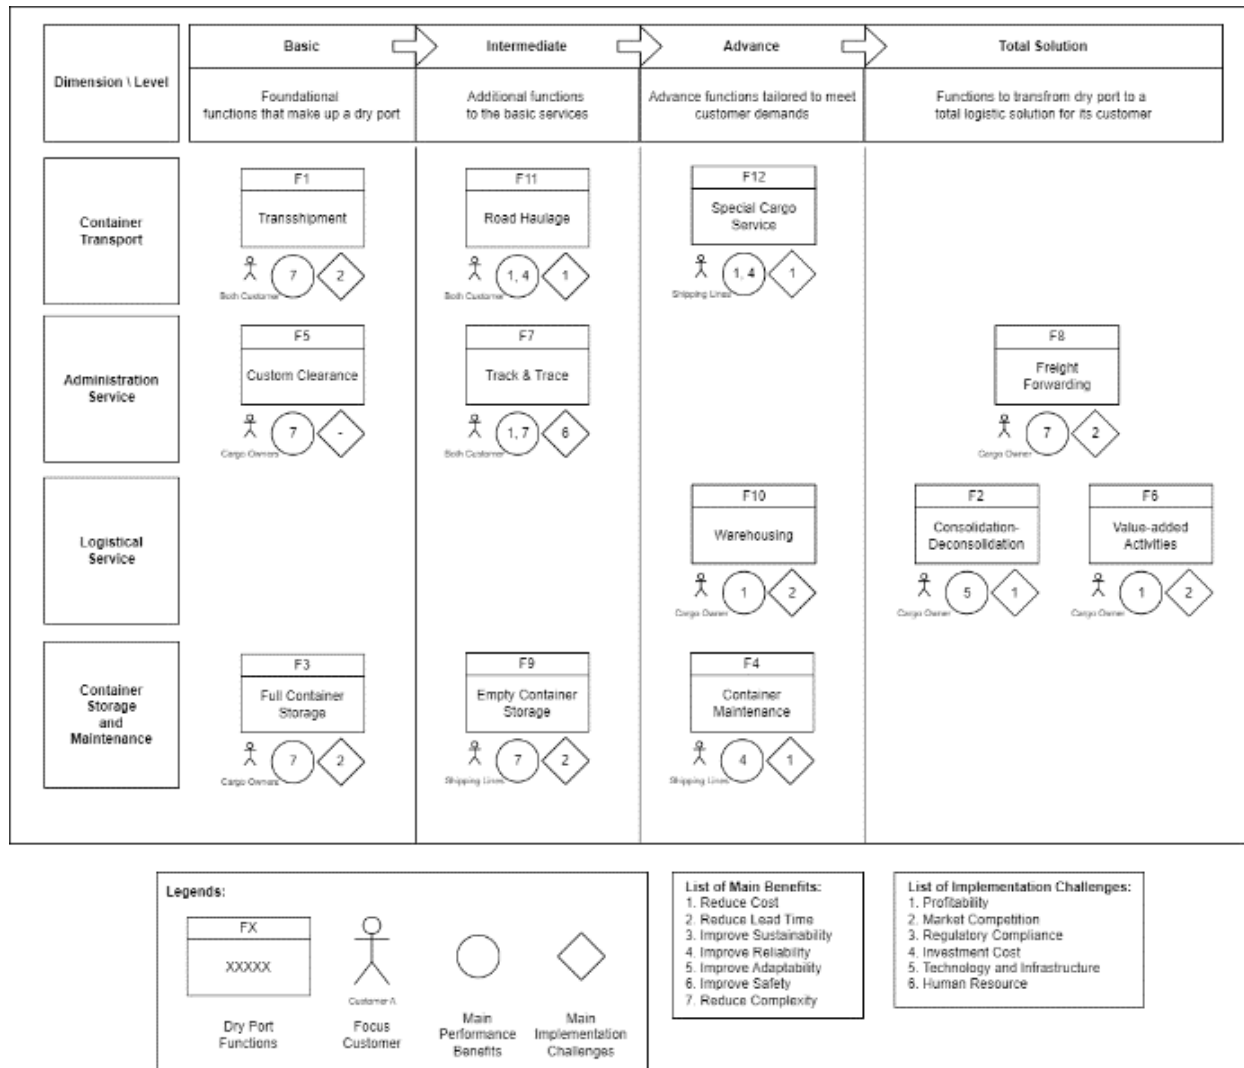 Dimension \ Level
Basic
Intermediate
Advance
Total Solution
Foundational
functions that make up a dry port
Additional functions
to the basic services
Advance functions tailored to meet
customer demands
Functions to transfrom dry port to a
total logistic solution for its customer
Container
Transport
F1
Transshipment
Both Customer
7
2
F11
Road Haulage
Both Customer
1, 4
1
F12
Special Cargo
Service
Shipping Lines
1, 4
1
Administration
Service
F5
Custom Clearance
Cargo Owners
7
-
F7
Track & Trace
Both Customer
1, 7
6
F8
Freight
Forwarding
Cargo Owner
7
2
Logistical
Service
F10
Warehousing
Cargo Owner
1
2
F2
Consolidation-
Deconsolidation
Cargo Owner
5
1
F6
Value-added
Activities
Cargo Owner
1
2
Container
Storage
and
Maintenance
F3
Full Container
Storage
Cargo Owners
7
2
F9
Empty Container
Storage
Shipping Lines
7
2
F4
Container
Maintenance
Shipping Lines
4
1
Legends:
FX
XXXXX
Dry Port
Functions
Customer A
Focus
Customer
Main
Performance
Benefits
Main
Implementation
Challenges
List of Main Benefits:
1. Reduce Cost
2. Reduce Lead Time
3. Improve Sustainability
4. Improve Reliability
5. Improve Adaptability
6. Improve Safety
7. Reduce Complexity
List of Implementation Challenges:
1. Profitability
2. Market Competition
3. Regulatory Compliance
4. Investment Cost
5. Technology and Infrastructure
6. Human Resource